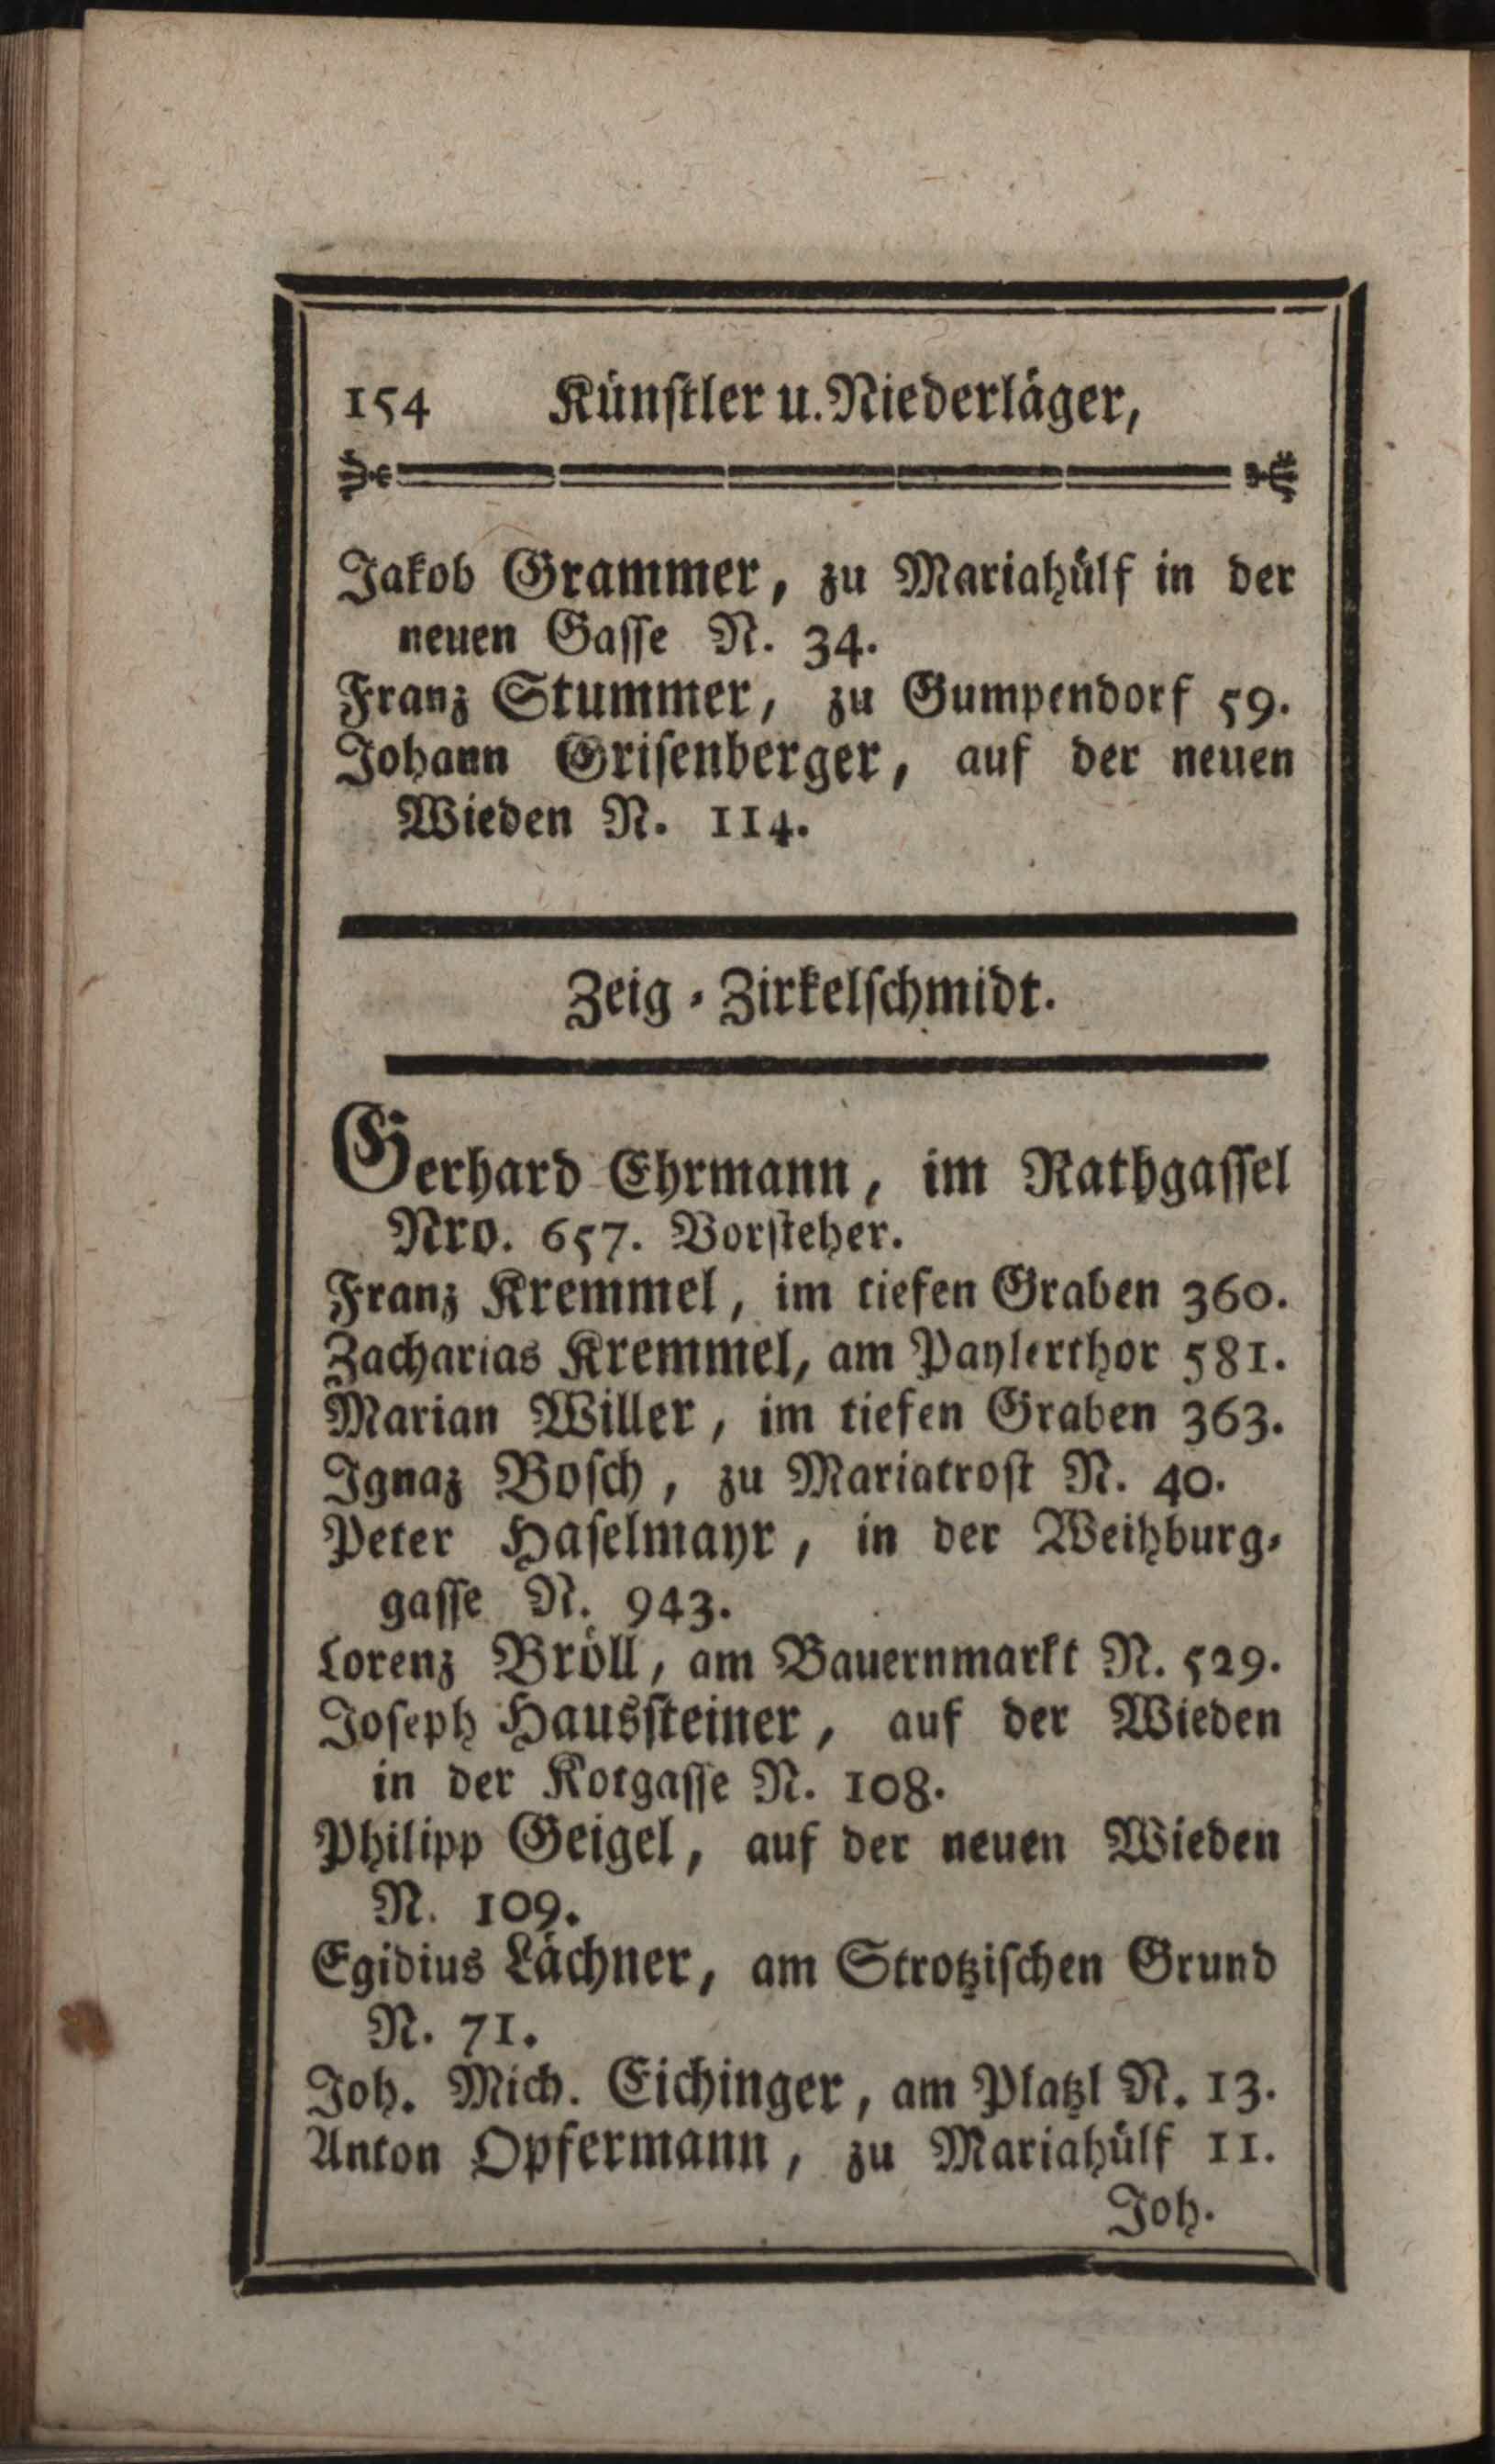 154 Künstler u. Niederläger,
Jakob Grammer, zu Mariahülf in der
neuen Gasse N. 34.
Franz Stummer, zu Gumpendorf 59.
Johann Grisenberger, auf der neuen
Wieden N. 114.
Zeig-Zirkelschmidt.
Gerhard Ehrmann, im Rathgassel
Nro. 657. Vorsteher.
Franz Kremmel, im tiefen Graben 360.
Zacharias Kremmel, am Paylerthor 581.
Marian Willer, im tiefen Graben 363.
Ignaz Bosch, zu Mariatrost N. 40.
Peter Haselmayr, in der Weihburg-
gasse N. 943.
Lorenz Bröll, am Bauernmarkt N. 529.
Joseph Haussteiner, auf der Wieden
in der Kotgasse N. 108.
Philipp Geigel, auf der neuen Wieden
N. 109.
Egidius Lächner, am Strotzischen Grund
N. 71.
Joh. Mich. Eichinger, am Platzl N. 13.
Anton Opfermann, zu Mariahülf 11.
Joh.